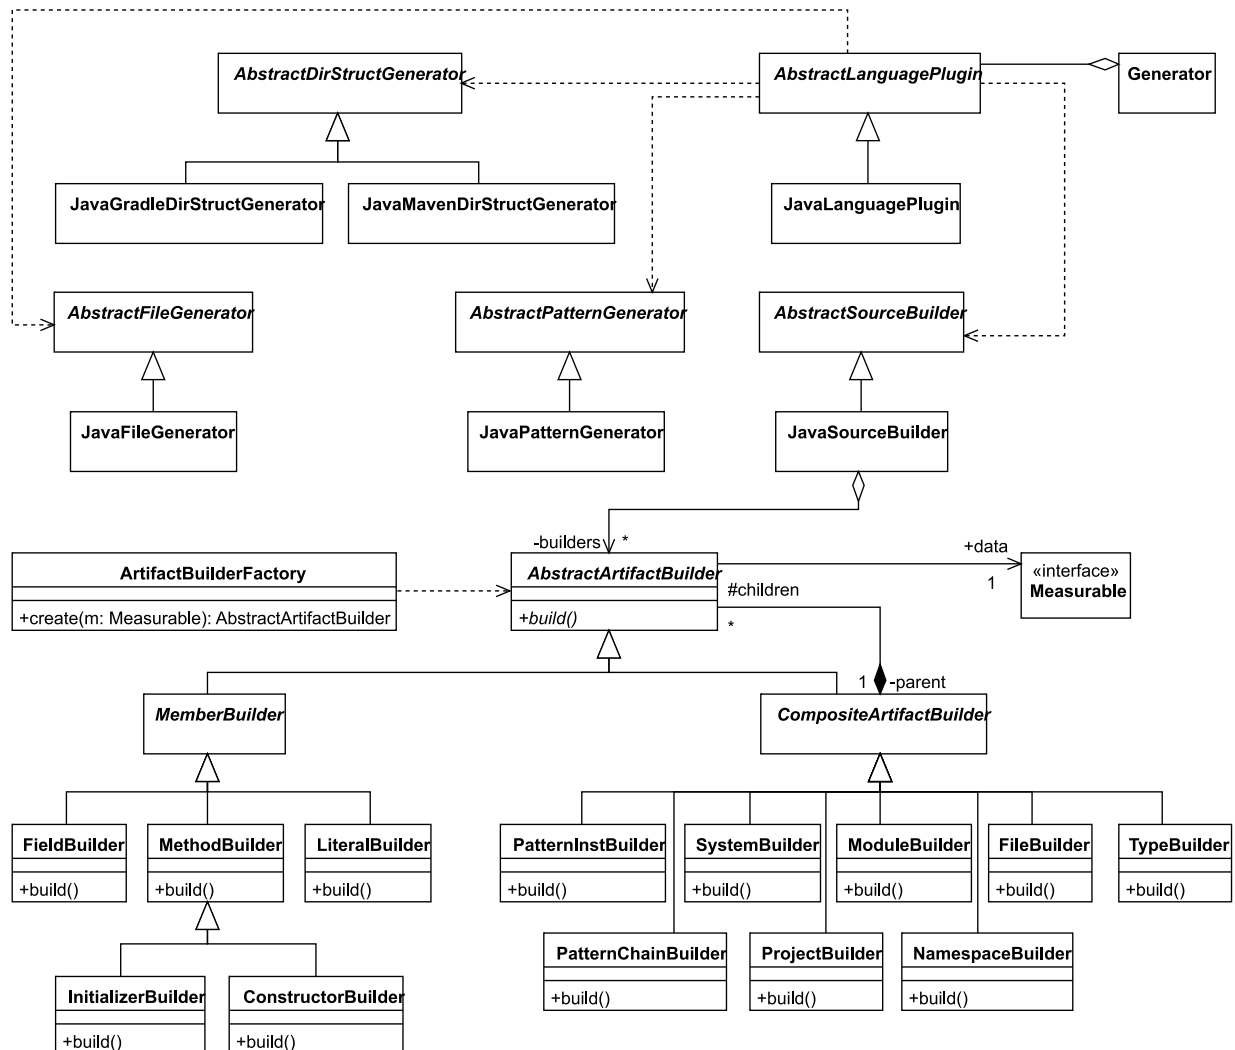 AbstractDirStructGenerator
AbstractLanguagePlugin
Generator
JavaGradleDirStructGenerator
JavaMavenDirStructGenerator
JavaLanguagePlugin
AbstractFileGenerator
AbstractPatternGenerator
AbstractSourceBuilder
JavaFileGenerator
JavaPatternGenerator
JavaSourceBuilder
-builders
*
ArtifactBuilderFactory
+create(m: Measurable): AbstractArtifactBuilder
AbstractArtifactBuilder
+build()
+data
1
«interface»
Measurable
#children
*
1
-parent
MemberBuilder
CompositeArtifactBuilder
FieldBuilder
+build()
MethodBuilder
+build()
LiteralBuilder
+build()
PatternInstBuilder
+build()
SystemBuilder
+build()
ModuleBuilder
+build()
FileBuilder
+build()
TypeBuilder
+build()
PatternChainBuilder
+build()
ProjectBuilder
+build()
NamespaceBuilder
+build()
InitializerBuilder
+build()
ConstructorBuilder
+build()